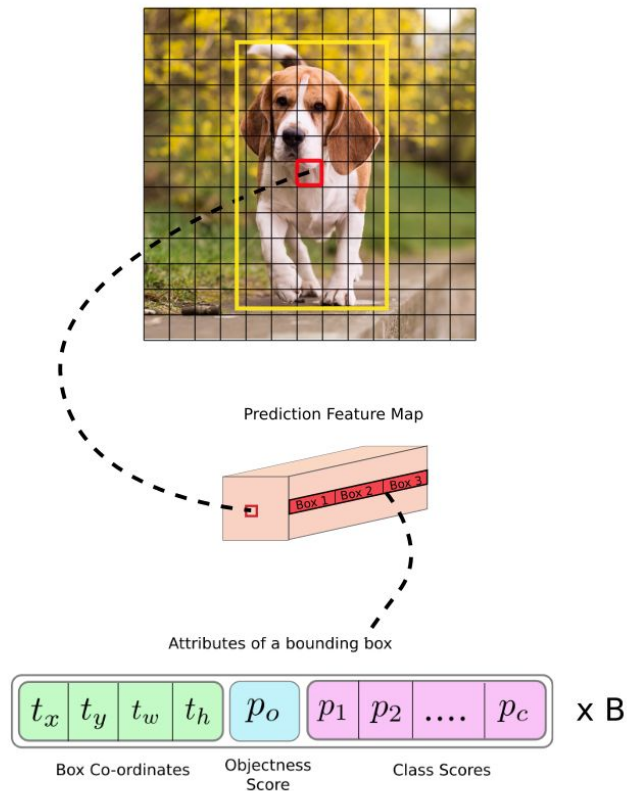 Prediction Feature Map
Box 1 Box 2 Box 3
Attributes of a bounding box
t_x t_y t_w t_h p_o p_1 p_2 .... p_c x B
Box Co-ordinates Objectness Score Class Scores